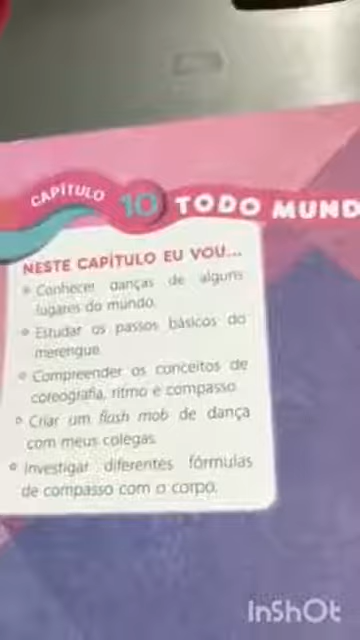 CAPÍTULO 10 TODO MUND
NESTE CAPÍTULO EU VOU...
• Conhecer danças de alguns
lugares do mundo.
• Estudar os passos básicos do
merengue.
• Compreender os conceitos de
coreografia, ritmo e compasso.
• Criar um flash mob de dança
com meus colegas.
• Investigar diferentes fórmulas
de compasso com o corpo.
InShOt